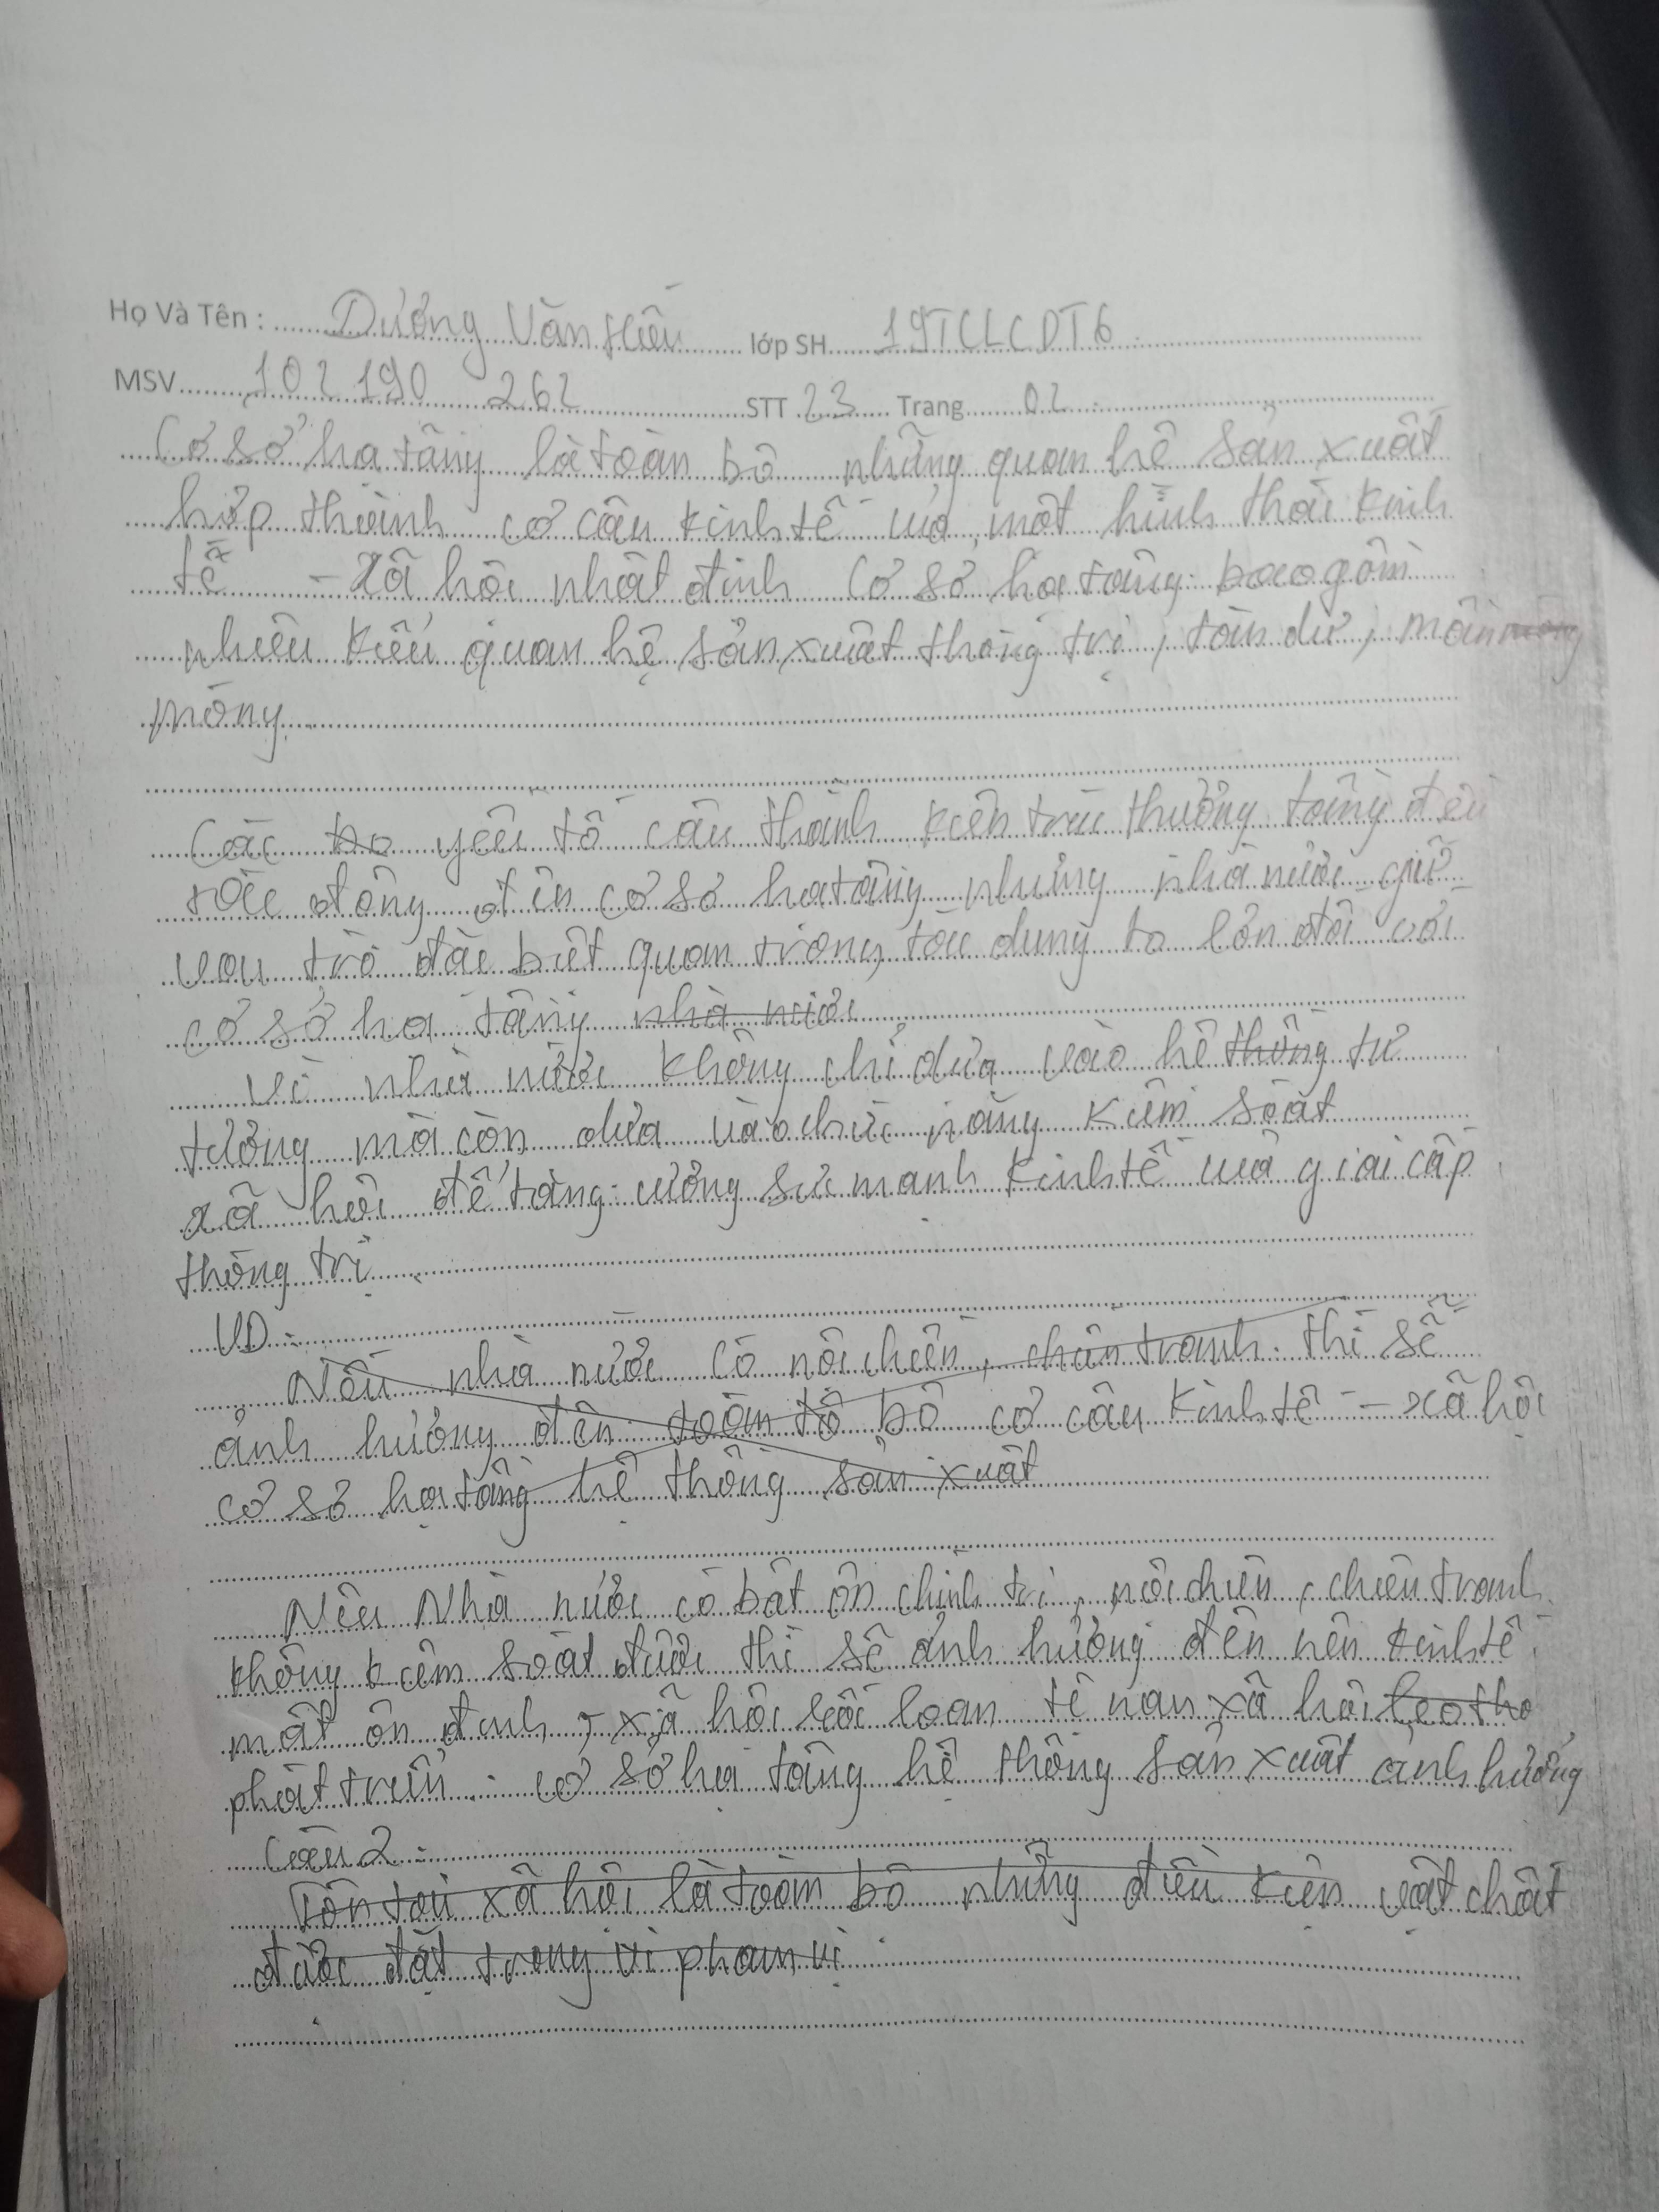 Họ Và Tên : Dương Văn Hiếu lớp SH 19TCLCDT6
MSV 102 190 262 STT 23 Trang 02
Cơ sở hạ tầng là toàn bộ những quan hệ sản xuất
hợp thành cơ cấu kinh tế của một hình thái kinh
tế - Xã hội nhất định Cơ sở hạ tầng bao gồm
nhiều kiểu quan hệ sản xuất thống trị, tàn dư, mầm mống
mống
Các yếu tố cấu thành kiến trúc thượng tầng đều
tác động đến cơ sở hạ tầng nhưng nhà nước giữ
vai trò đặc biệt quan trọng, tác dụng to lớn đối với
cơ sở hạ tầng nhà nước
Vì nhà nước không chỉ dựa vào hệ thống tư
tưởng mà còn dựa vào chức năng kiểm soát
xã hội để tăng cường sức mạnh kinh tế của giai cấp
thống trị
VD :
Nếu nhà nước có nội chiến, chiến tranh. thì sẽ
ảnh hưởng đến toàn bộ cơ cấu kinh tế - xã hội
cơ sở hạ tầng hệ thống sản xuất
Nếu Nhà nước có bất ổn chính trị, nội chiến, chiến tranh
không kiểm soát được thì sẽ ảnh hưởng đến nền kinh tế
mất ổn định, xã hội rối loạn tệ nạn xã hội
phát triển. cơ sở hạ tầng hệ thống sản xuất ảnh hưởng
Câu 2 :
Tồn tại xã hội là toàn bộ những điều kiện vật chất
được đặt trong phạm vi